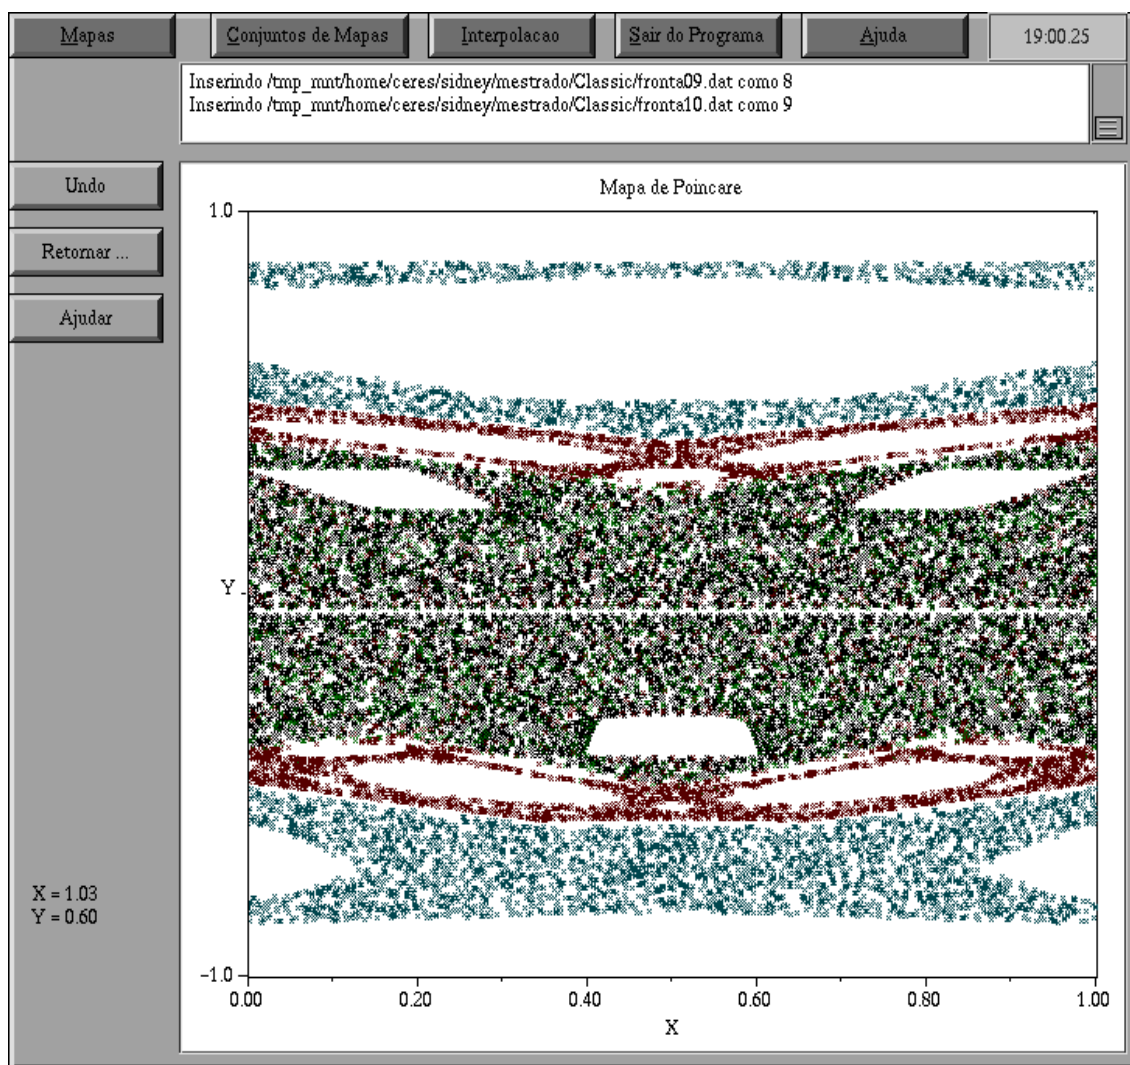 Mapas Conjuntos de Mapas Interpolacao Sair do Programa Ajuda 19:00.25
Inserindo /tmp_mnt/home/ceres/sidney/mestrado/Classic/fronta09.dat como 8
Inserindo /tmp_mnt/home/ceres/sidney/mestrado/Classic/fronta10.dat como 9
Undo
Retornar ...
Ajudar
Mapa de Poincare
1.0
Y
-1.0
0.00 0.20 0.40 0.60 0.80 1.00
X
X = 1.03
Y = 0.60